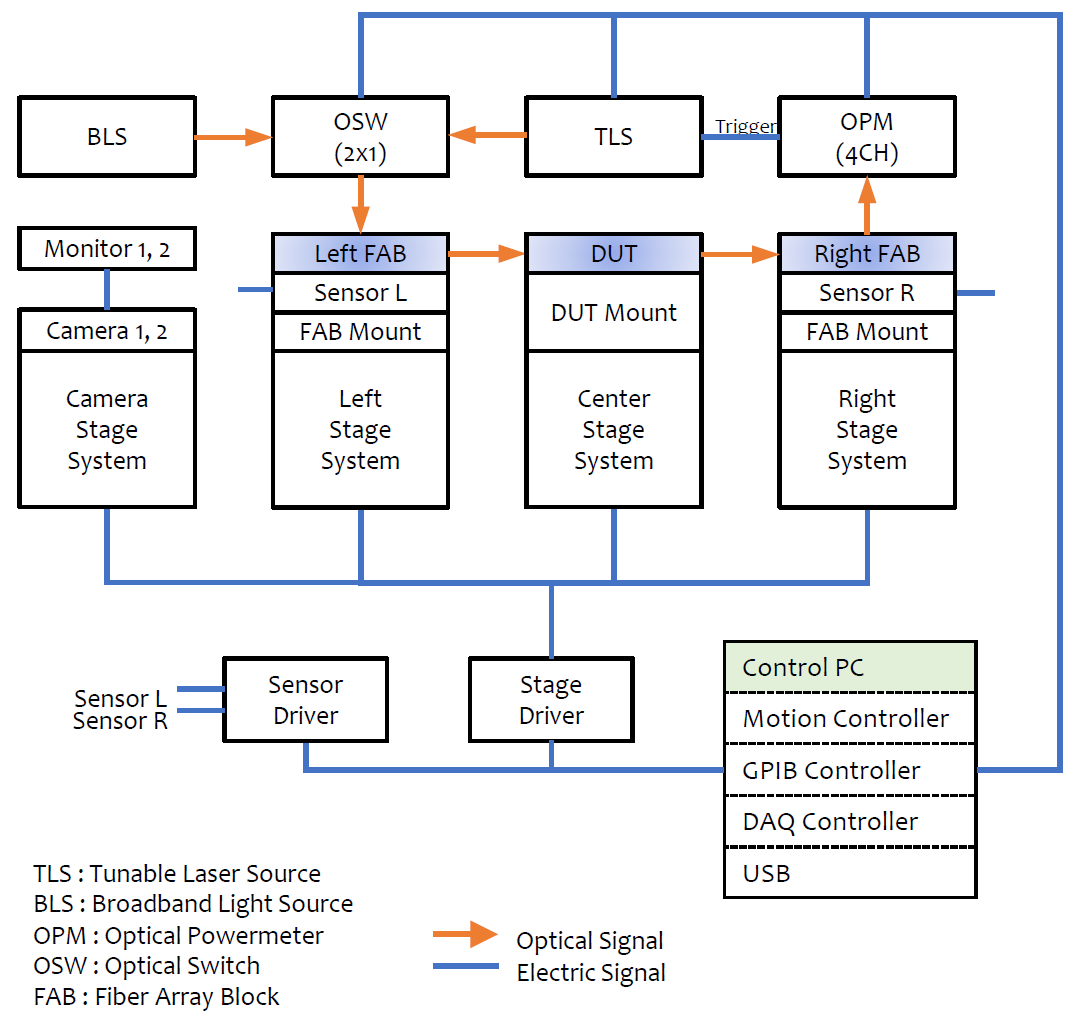 BLS
OSW
(2x1)
TLS
Trigger
OPM
(4CH)
Monitor 1, 2
Camera 1, 2
Camera
Stage
System
Left FAB
Sensor L
FAB Mount
Left
Stage
System
DUT
DUT Mount
Center
Stage
System
Right FAB
Sensor R
FAB Mount
Right
Stage
System
Sensor L
Sensor R
Sensor
Driver
Stage
Driver
Control PC
Motion Controller
GPIB Controller
DAQ Controller
USB
TLS : Tunable Laser Source
BLS : Broadband Light Source
OPM : Optical Powermeter
OSW : Optical Switch
FAB : Fiber Array Block
Optical Signal
Electric Signal